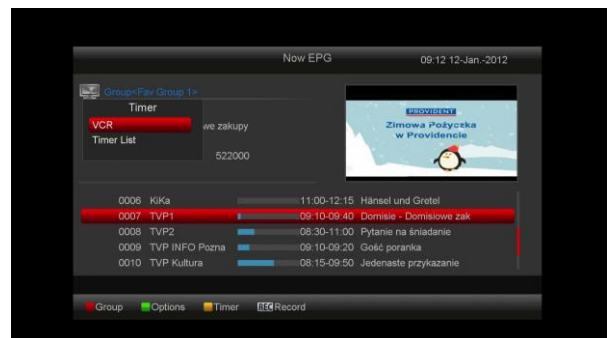 Now EPG 09:12 12-Jan.-2012
Group<Fav Group 1>
Timer
VCR
we zakupy
Timer List
522000
PROVIDENT
Zimowa Pożyczka
w Providencie
0006 KiKa 11:00-12:15 Hänsel und Gretel
0007 TVP1 09:10-09:40 Domisie - Domisiowe zak
0008 TVP2 08:30-11:00 Pytanie na śniadanie
0009 TVP INFO Pozna 09:10-09:20 Gość poranka
0010 TVP Kultura 08:15-09:50 Jedenaste przykazanie
Group Options Timer REC Record